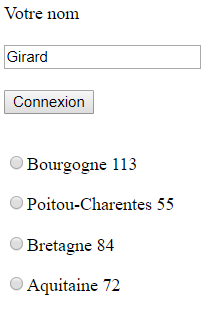 Votre nom
Girard
Connexion
Bourgogne 113
Poitou-Charentes 55
Bretagne 84
Aquitaine 72